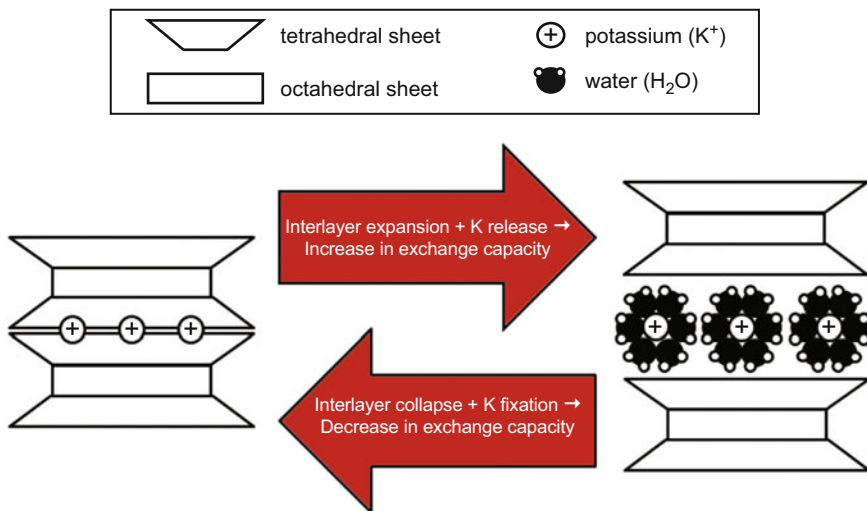 tetrahedral sheet
potassium (K⁺)
octahedral sheet
water (H₂O)
Interlayer expansion + K release →
Increase in exchange capacity
Interlayer collapse + K fixation →
Decrease in exchange capacity
+ + +
+ + +